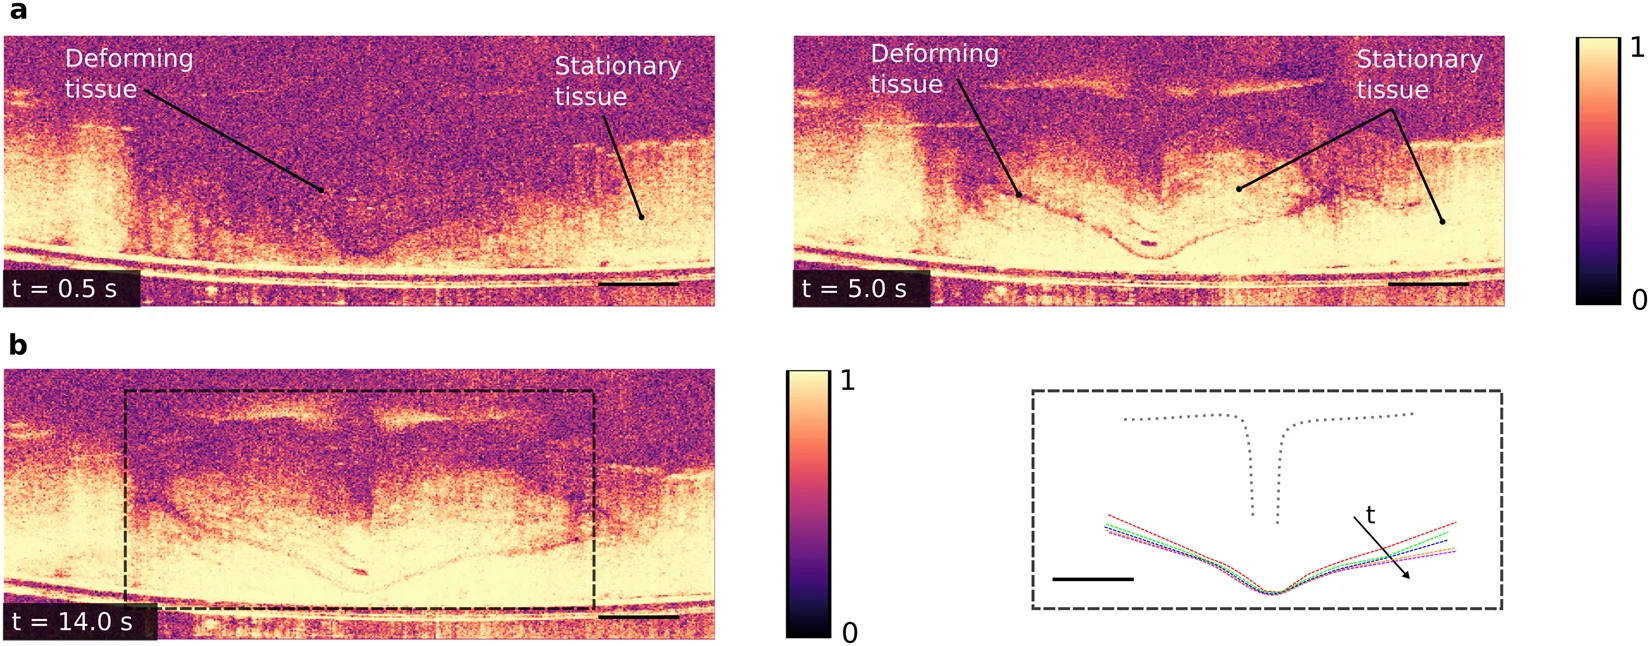 a
Deforming
tissue
Stationary
tissue
t = 0.5 s
Deforming
tissue
Stationary
tissue
t = 5.0 s
1
0
b
t = 14.0 s
1
0
t